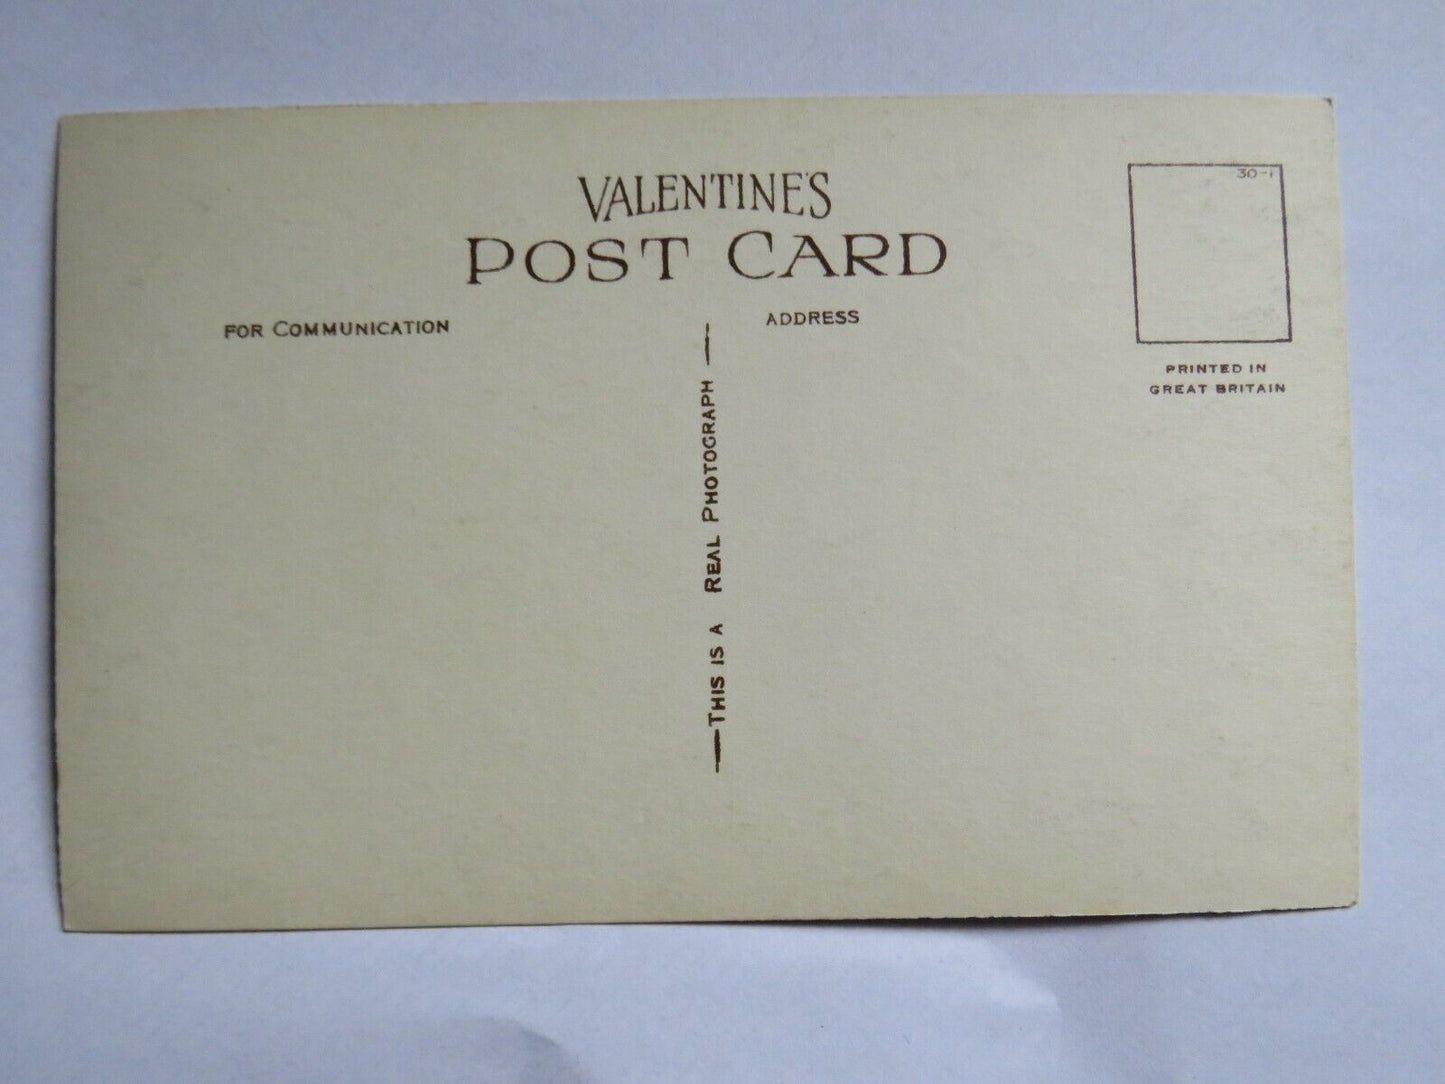 VALENTINE'S
POST CARD
FOR COMMUNICATION
ADDRESS
30-1
PRINTED IN
GREAT BRITAIN
—THIS IS A REAL PHOTOGRAPH—